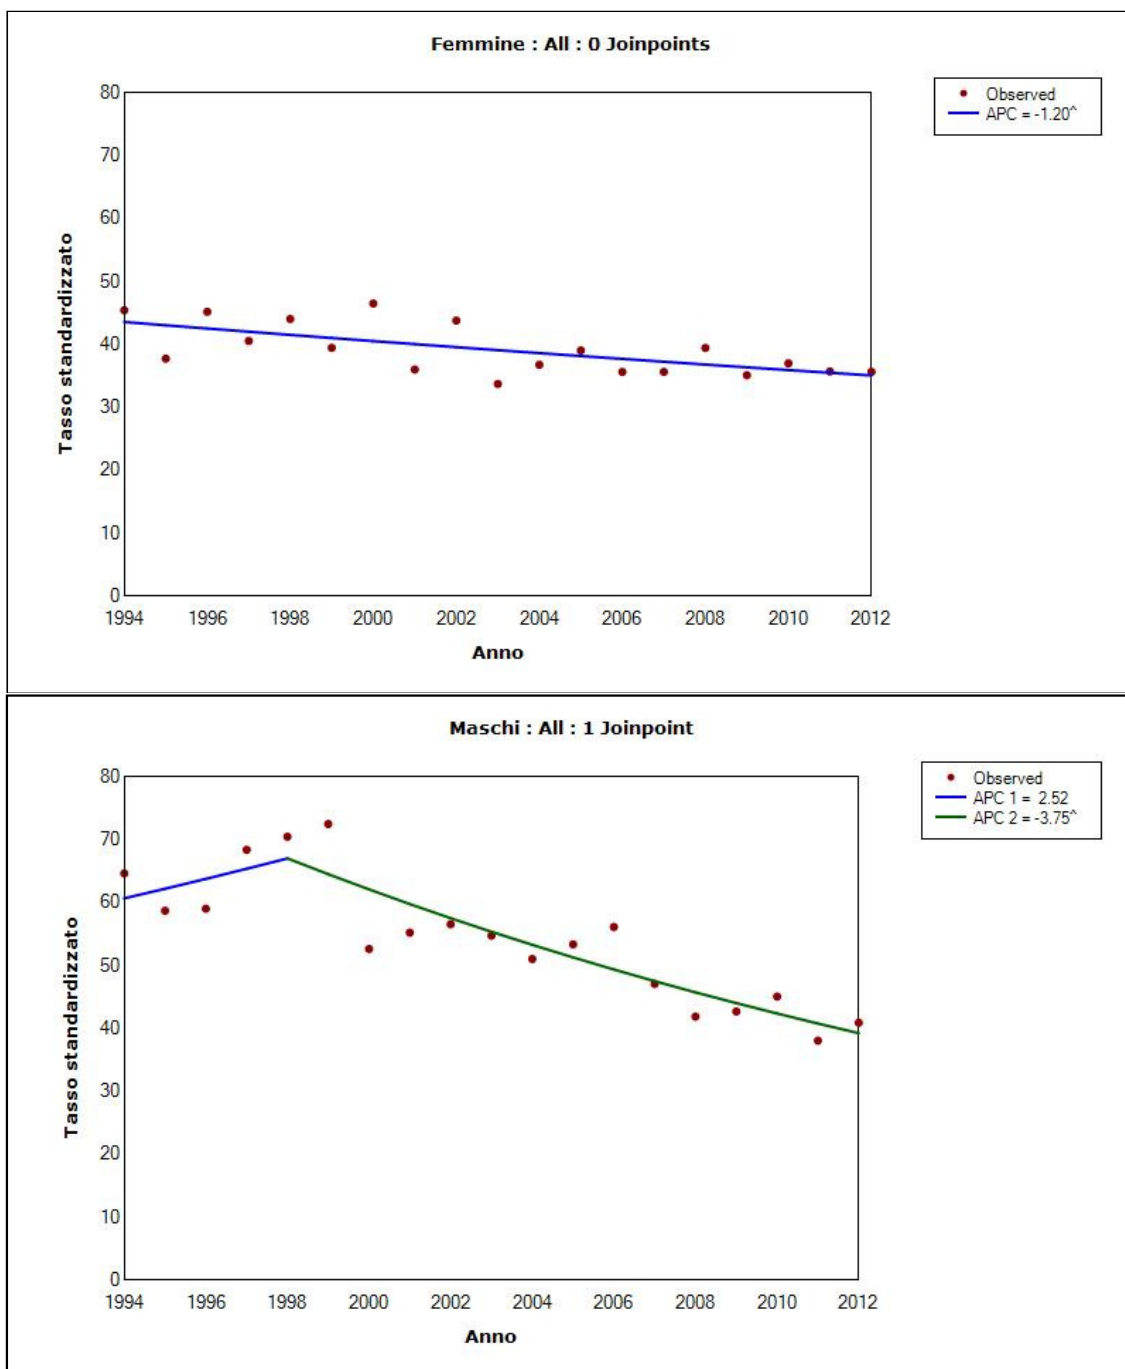 Femmine : All : 0 Joinpoints
Observed
APC = -1.20^
80
70
60
50
40
30
20
10
0
Tasso standardizzato
1994 1996 1998 2000 2002 2004 2006 2008 2010 2012
Anno
Maschi : All : 1 Joinpoint
Observed
APC 1 = 2.52
APC 2 = -3.75^
80
70
60
50
40
30
20
10
0
Tasso standardizzato
1994 1996 1998 2000 2002 2004 2006 2008 2010 2012
Anno